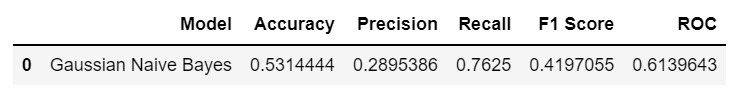 Model Accuracy Precision Recall F1 Score ROC
0 Gaussian Naive Bayes 0.5314444 0.2895386 0.7625 0.4197055 0.6139643